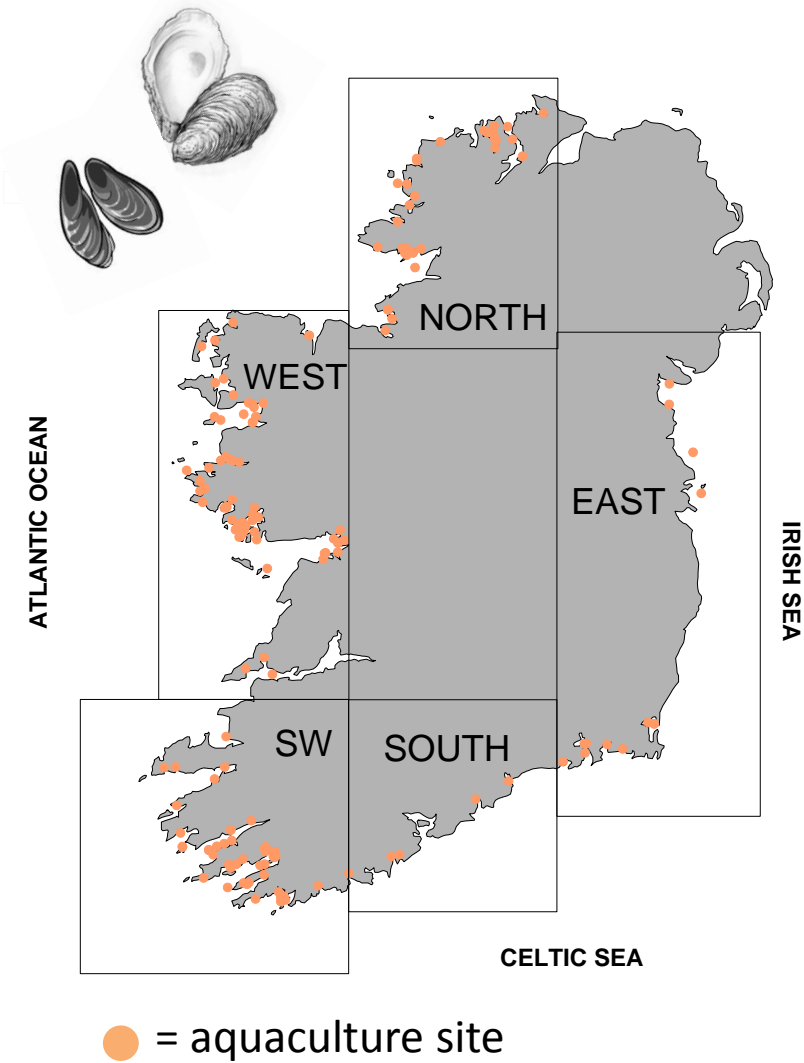 NORTH
WEST
ATLANTIC OCEAN
EAST
IRISH SEA
SW
SOUTH
CELTIC SEA
= aquaculture site